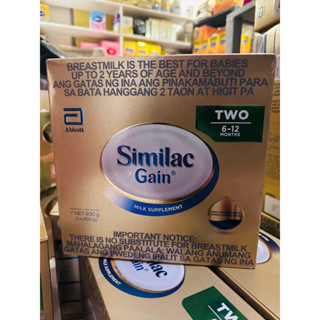 BREASTMILK IS THE BEST FOR BABIES
UP TO 2 YEARS OF AGE AND BEYOND
ANG GATAS NG INA ANG PINAKAMABUTI PARA
SA BATA HANGGANG 2 TAON AT HIGIT PA
Abbott
TWO
6-12
MONTHS
Similac
Gain®
MILK SUPPLEMENT
NET 900 g
IMPORTANT NOTICE:
THERE IS NO SUBSTITUTE FOR BREASTMILK
MAHALAGANG PAALALA: WALANG ANUMANG
GATAS ANG PWEDENG IPALIT SA GATAS NG INA
SUPPLEMENT